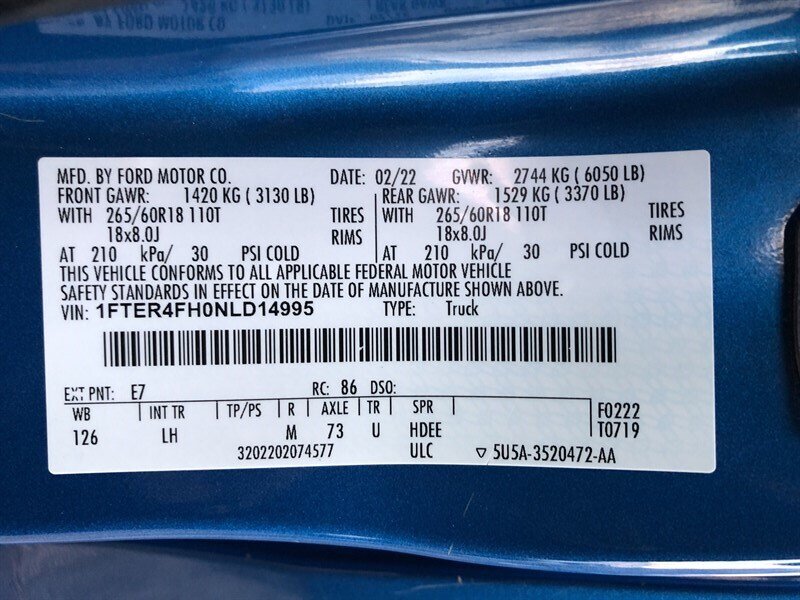 MFD. BY FORD MOTOR CO. DATE: 02/22 GVWR: 2744 KG ( 6050 LB)
FRONT GAWR: 1420 KG ( 3130 LB) REAR GAWR: 1529 KG ( 3370 LB)
WITH 265/60R18 110T TIRES WITH 265/60R18 110T TIRES
18x8.0J RIMS 18x8.0J RIMS
AT 210 kPa/ 30 PSI COLD AT 210 kPa/ 30 PSI COLD
THIS VEHICLE CONFORMS TO ALL APPLICABLE FEDERAL MOTOR VEHICLE
SAFETY STANDARDS IN EFFECT ON THE DATE OF MANUFACTURE SHOWN ABOVE.
VIN: 1FTER4FH0NLD14995 TYPE: Truck
EXT PNT: E7 RC: 86 DSO:
WB INT TR TP/PS R AXLE TR SPR F0222
126 LH M 73 U HDEE T0719
3202202074577 ULC ▽ 5U5A-3520472-AA